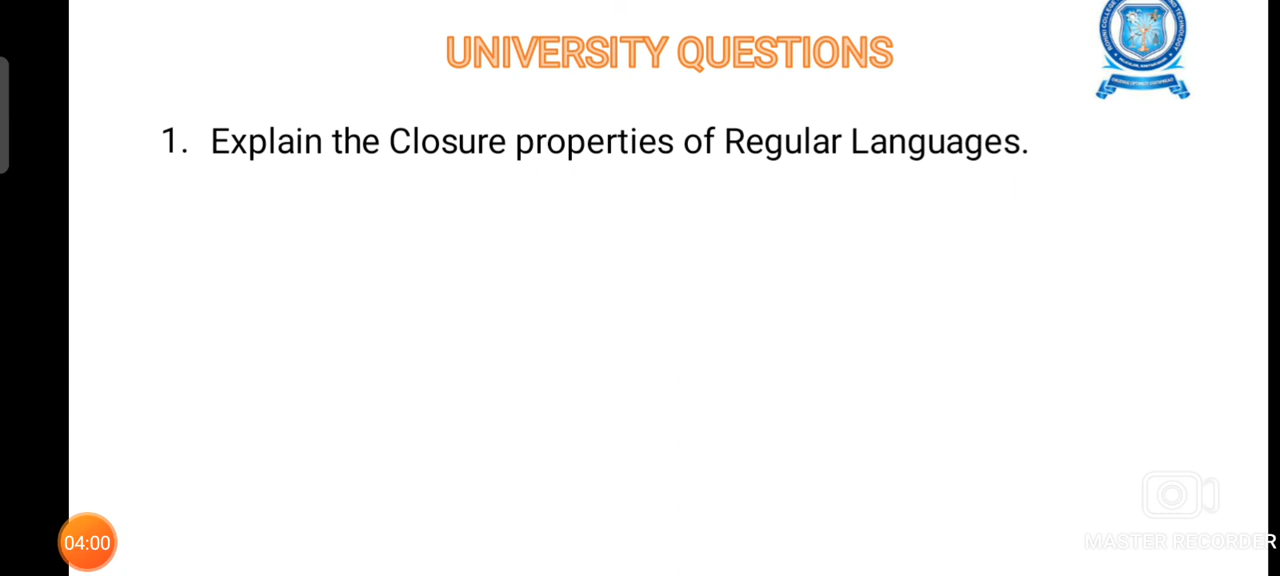 UNIVERSITY QUESTIONS
1. Explain the Closure properties of Regular Languages.
04:00
MASTER RECORDER